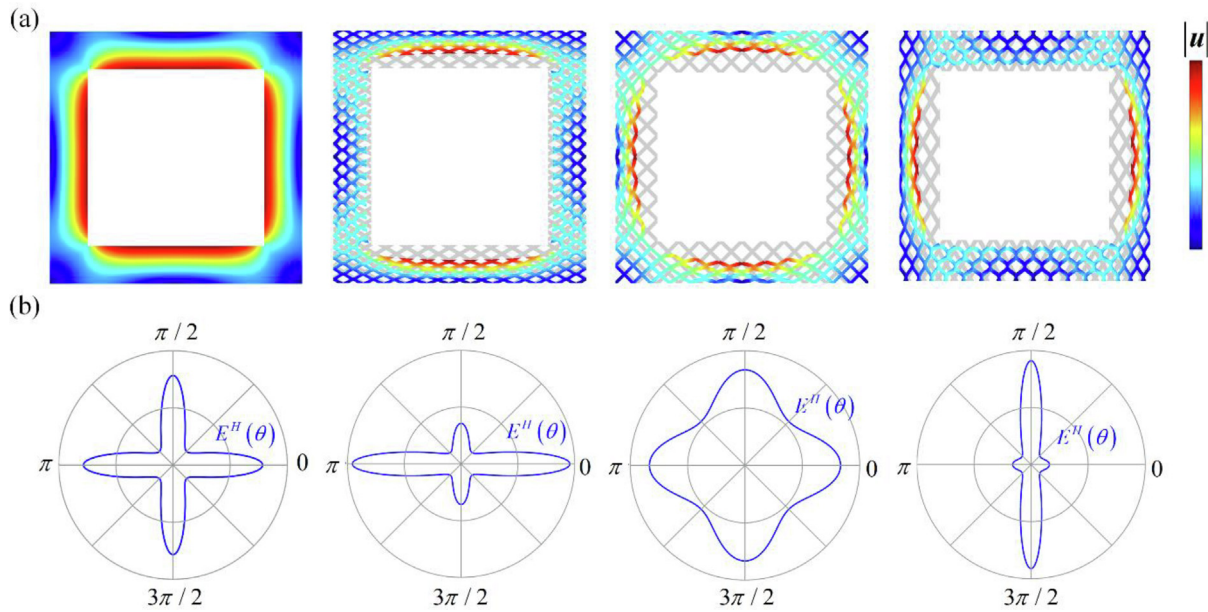 (a)
|u|
(b)
π / 2 π / 2 π / 2 π / 2
E^H(θ) E^H(θ) E^H(θ) E^H(θ)
π 0 π 0 π 0 π 0
3π / 2 3π / 2 3π / 2 3π / 2